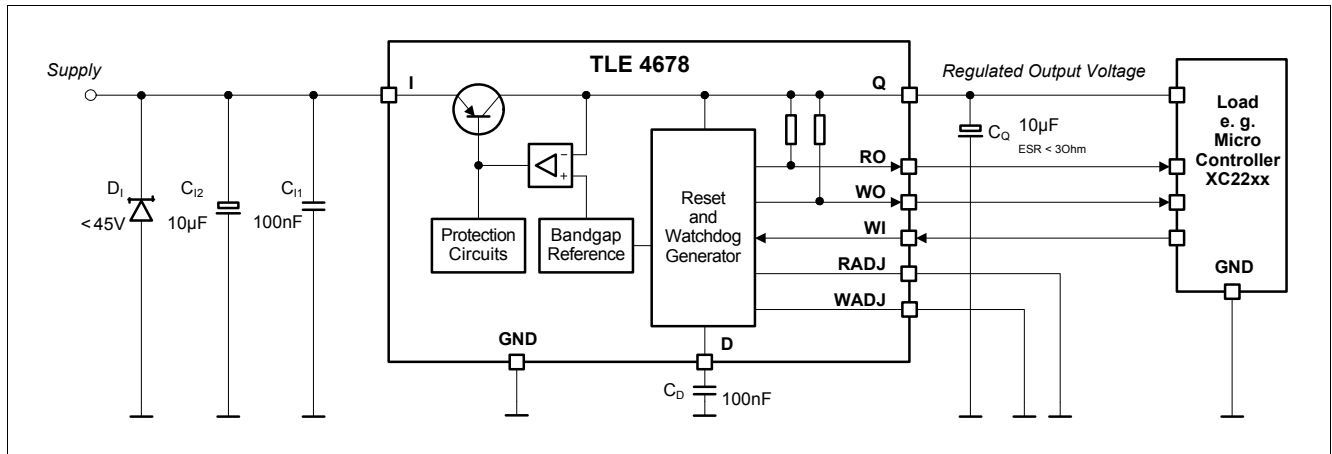 Supply
TLE 4678
I
Q
Regulated Output Voltage
Load
e. g.
Micro
Controller
XC22xx
GND
D_I
<45V
C_I2
10µF
C_I1
100nF
Protection
Circuits
Bandgap
Reference
Reset
and
Watchdog
Generator
RO
WO
WI
RADJ
WADJ
C_Q 10µF
ESR < 3Ohm
GND
D
C_D
100nF